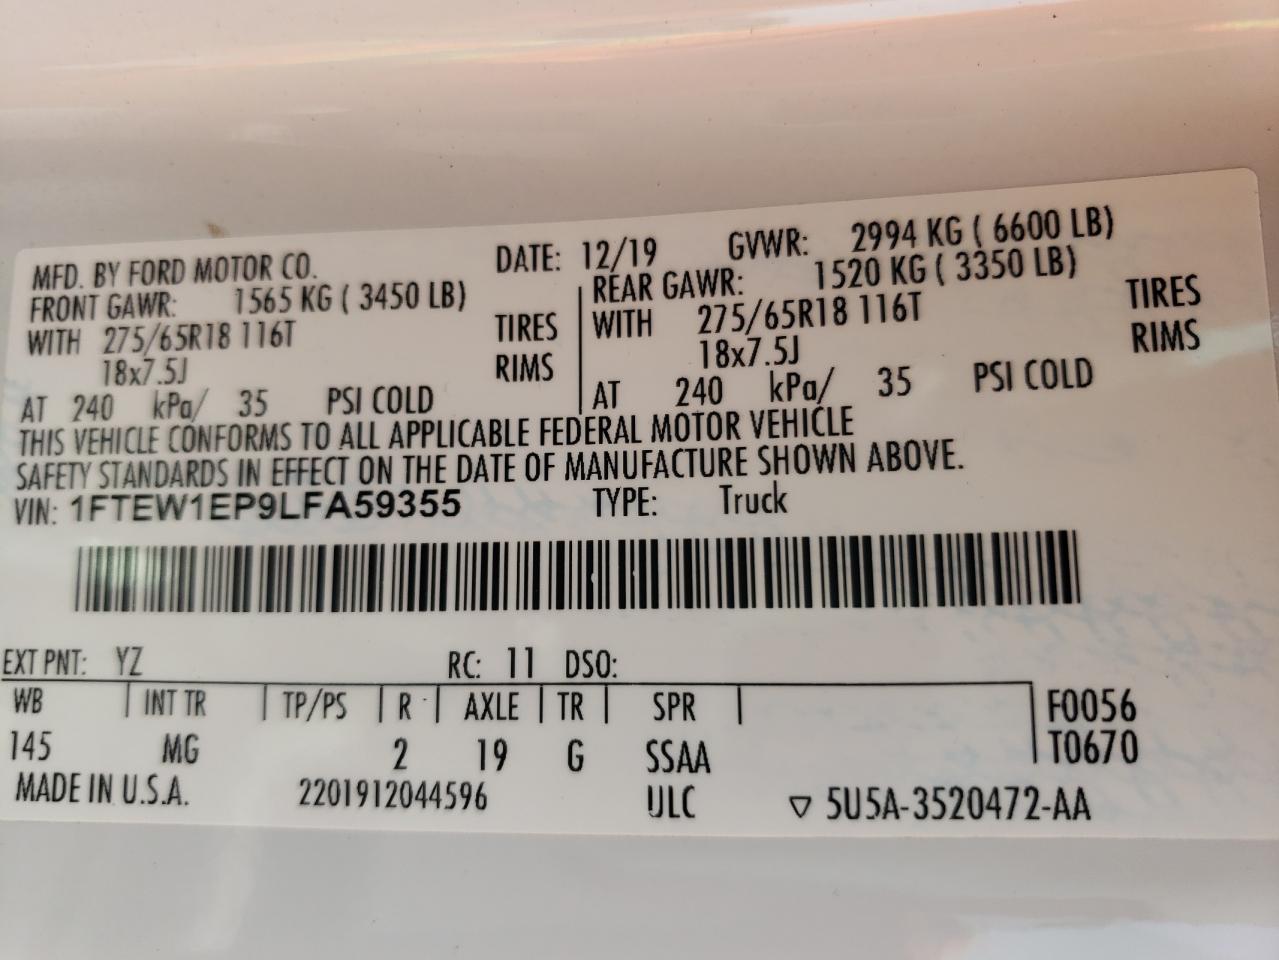 MFD. BY FORD MOTOR CO. DATE: 12/19 GVWR: 2994 KG ( 6600 LB)
FRONT GAWR: 1565 KG ( 3450 LB) REAR GAWR: 1520 KG ( 3350 LB)
WITH 275/65R18 116T TIRES WITH 275/65R18 116T TIRES
18x7.5J RIMS 18x7.5J RIMS
AT 240 kPa/ 35 PSI COLD AT 240 kPa/ 35 PSI COLD
THIS VEHICLE CONFORMS TO ALL APPLICABLE FEDERAL MOTOR VEHICLE
SAFETY STANDARDS IN EFFECT ON THE DATE OF MANUFACTURE SHOWN ABOVE.
VIN: 1FTEW1EP9LFA59355 TYPE: Truck
EXT PNT: YZ RC: 11 DSO:
WB INT TR TP/PS R AXLE TR SPR F0056
145 MG 2 19 G SSAA T0670
MADE IN U.S.A. 2201912044596 ULC ▽ 5U5A-3520472-AA